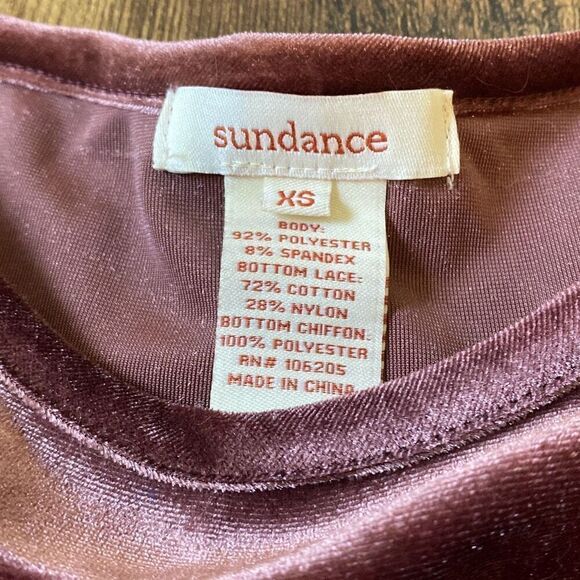 sundance
XS
BODY:
92% POLYESTER
8% SPANDEX
BOTTOM LACE:
72% COTTON
28% NYLON
BOTTOM CHIFFON:
100% POLYESTER
RN# 106205
MADE IN CHINA